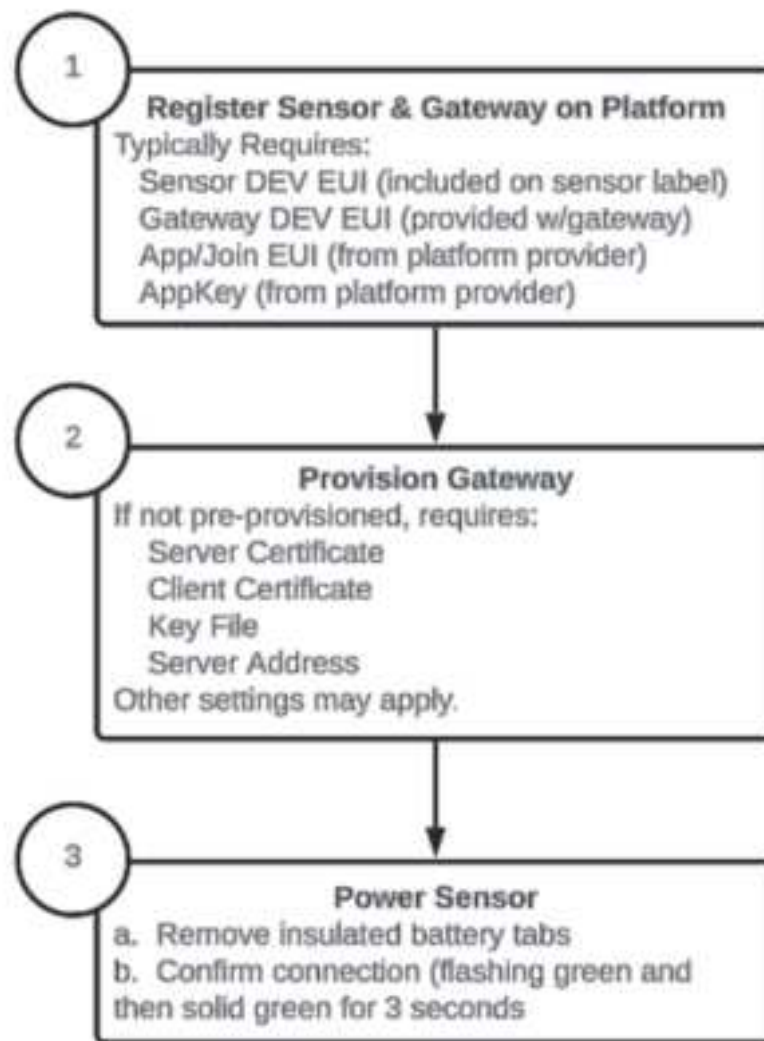 1
Register Sensor & Gateway on Platform
Typically Requires:
Sensor DEV EUI (included on sensor label)
Gateway DEV EUI (provided w/gateway)
App/Join EUI (from platform provider)
AppKey (from platform provider)
2
Provision Gateway
If not pre-provisioned, requires:
Server Certificate
Client Certificate
Key File
Server Address
Other settings may apply.
3
Power Sensor
a. Remove insulated battery tabs
b. Confirm connection (flashing green and
then solid green for 3 seconds